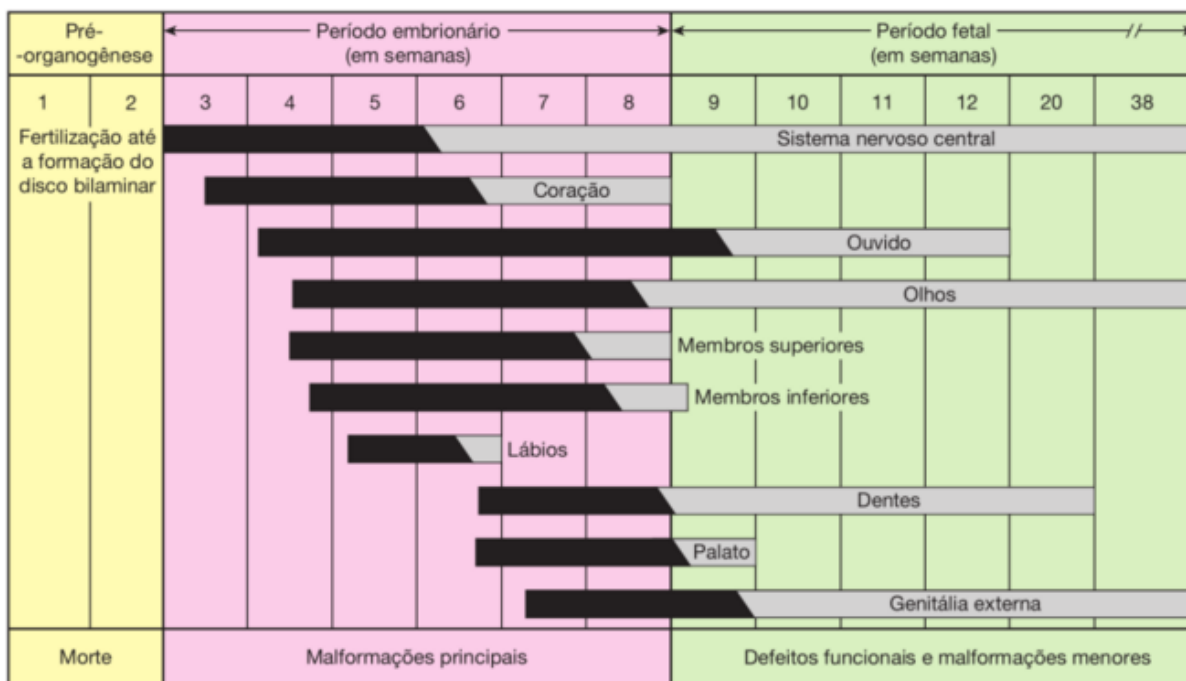 Pré-
-organogênese
Período embrionário
(em semanas)
Período fetal
(em semanas)
1 2 3 4 5 6 7 8 9 10 11 12 20 38
Fertilização até
a formação do
disco bilaminar
Sistema nervoso central
Coração
Ouvido
Olhos
Membros superiores
Membros inferiores
Lábios
Dentes
Palato
Genitália externa
Morte
Malformações principais
Defeitos funcionais e malformações menores